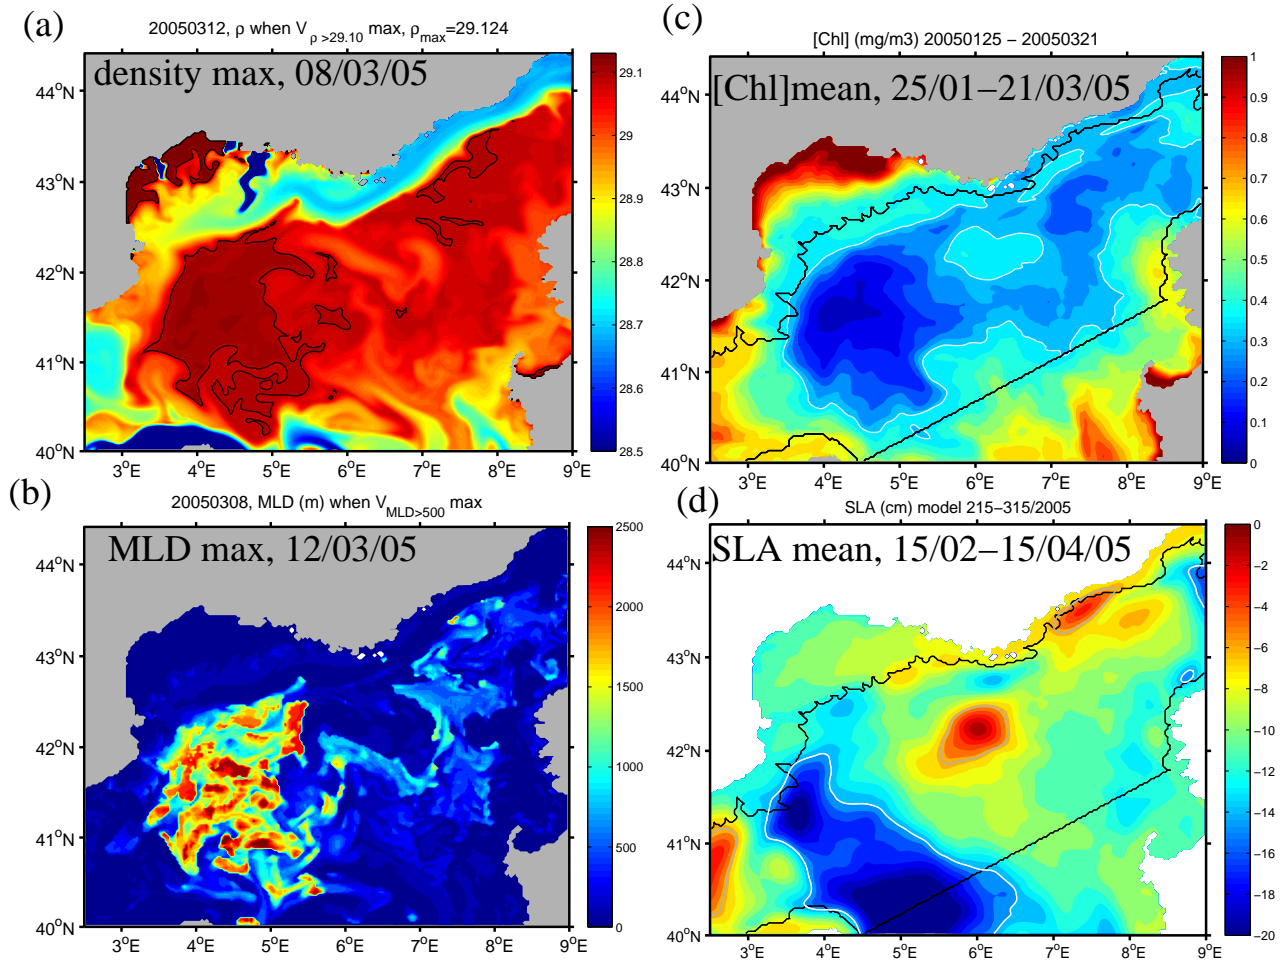 (a)
20050312, ρ when V ρ >29.10 max, ρmax=29.124
density max, 08/03/05
44°N
43°N
42°N
41°N
40°N
3°E 4°E 5°E 6°E 7°E 8°E 9°E
29.1
29
28.9
28.8
28.7
28.6
28.5
(c)
[Chl] (mg/m3) 20050125 − 20050321
[Chl]mean, 25/01−21/03/05
44°N
43°N
42°N
41°N
40°N
3°E 4°E 5°E 6°E 7°E 8°E 9°E
1
0.9
0.8
0.7
0.6
0.5
0.4
0.3
0.2
0.1
0
(b)
20050308, MLD (m) when VMLD>500 max
MLD max, 12/03/05
44°N
43°N
42°N
41°N
40°N
3°E 4°E 5°E 6°E 7°E 8°E 9°E
2500
2000
1500
1000
500
0
(d)
SLA (cm) model 215−315/2005
SLA mean, 15/02−15/04/05
44°N
43°N
42°N
41°N
40°N
3°E 4°E 5°E 6°E 7°E 8°E 9°E
0
−2
−4
−6
−8
−10
−12
−14
−16
−18
−20